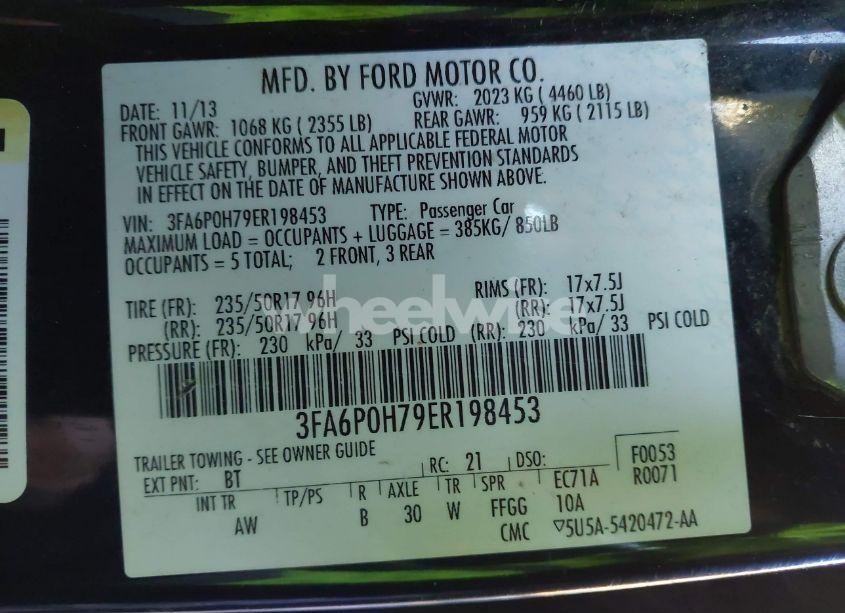 MFD. BY FORD MOTOR CO.
DATE: 11/13 GVWR: 2023 KG ( 4460 LB)
FRONT GAWR: 1068 KG ( 2355 LB) REAR GAWR: 959 KG ( 2115 LB)
THIS VEHICLE CONFORMS TO ALL APPLICABLE FEDERAL MOTOR
VEHICLE SAFETY, BUMPER, AND THEFT PREVENTION STANDARDS
IN EFFECT ON THE DATE OF MANUFACTURE SHOWN ABOVE.
VIN: 3FA6P0H79ER198453 TYPE: Passenger Car
MAXIMUM LOAD = OCCUPANTS + LUGGAGE = 385KG/ 850LB
OCCUPANTS = 5 TOTAL; 2 FRONT, 3 REAR
TIRE (FR): 235/50R17 96H RIMS (FR): 17x7.5J
(RR): 235/50R17 96H (RR): 17x7.5J
wheelwise
PRESSURE (FR): 230 kPa/ 33 PSI COLD (RR): 230 kPa/ 33 PSI COLD
3FA6P0H79ER198453
TRAILER TOWING - SEE OWNER GUIDE
EXT PNT: BT RC: 21 DSO: F0053
R0071
INT TR TP/PS R AXLE TR SPR EC71A
AW B 30 W FFGG 10A
CMC 5U5A-5420472-AA